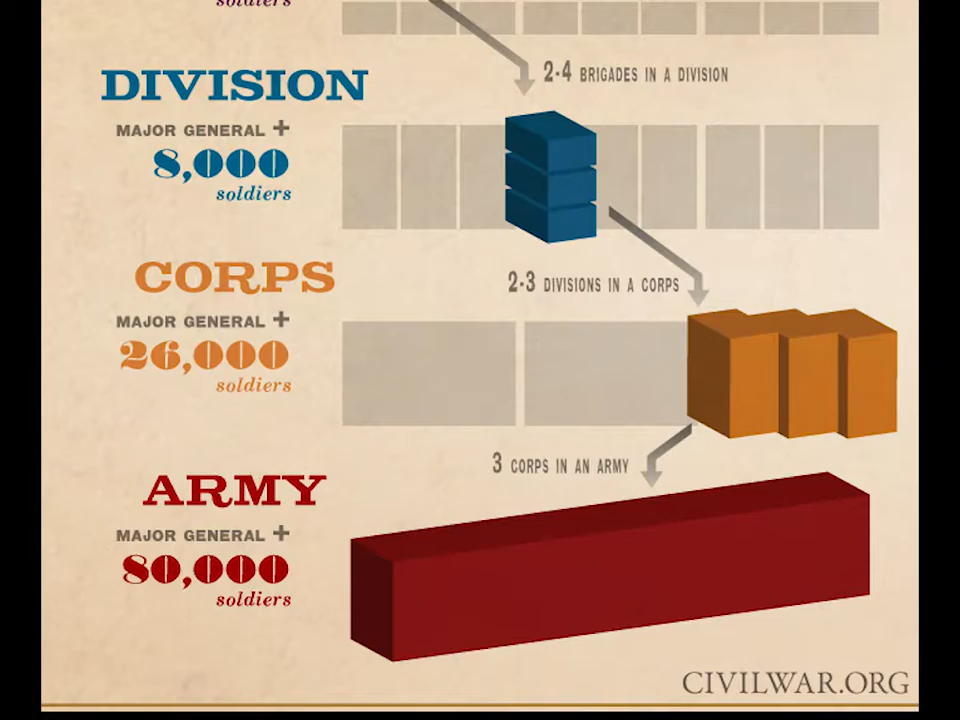 soldiers
2-4 BRIGADES IN A DIVISION
DIVISION
MAJOR GENERAL +
8,000
soldiers
2-3 DIVISIONS IN A CORPS
CORPS
MAJOR GENERAL +
26,000
soldiers
3 CORPS IN AN ARMY
ARMY
MAJOR GENERAL +
80,000
soldiers
CIVILWAR.ORG